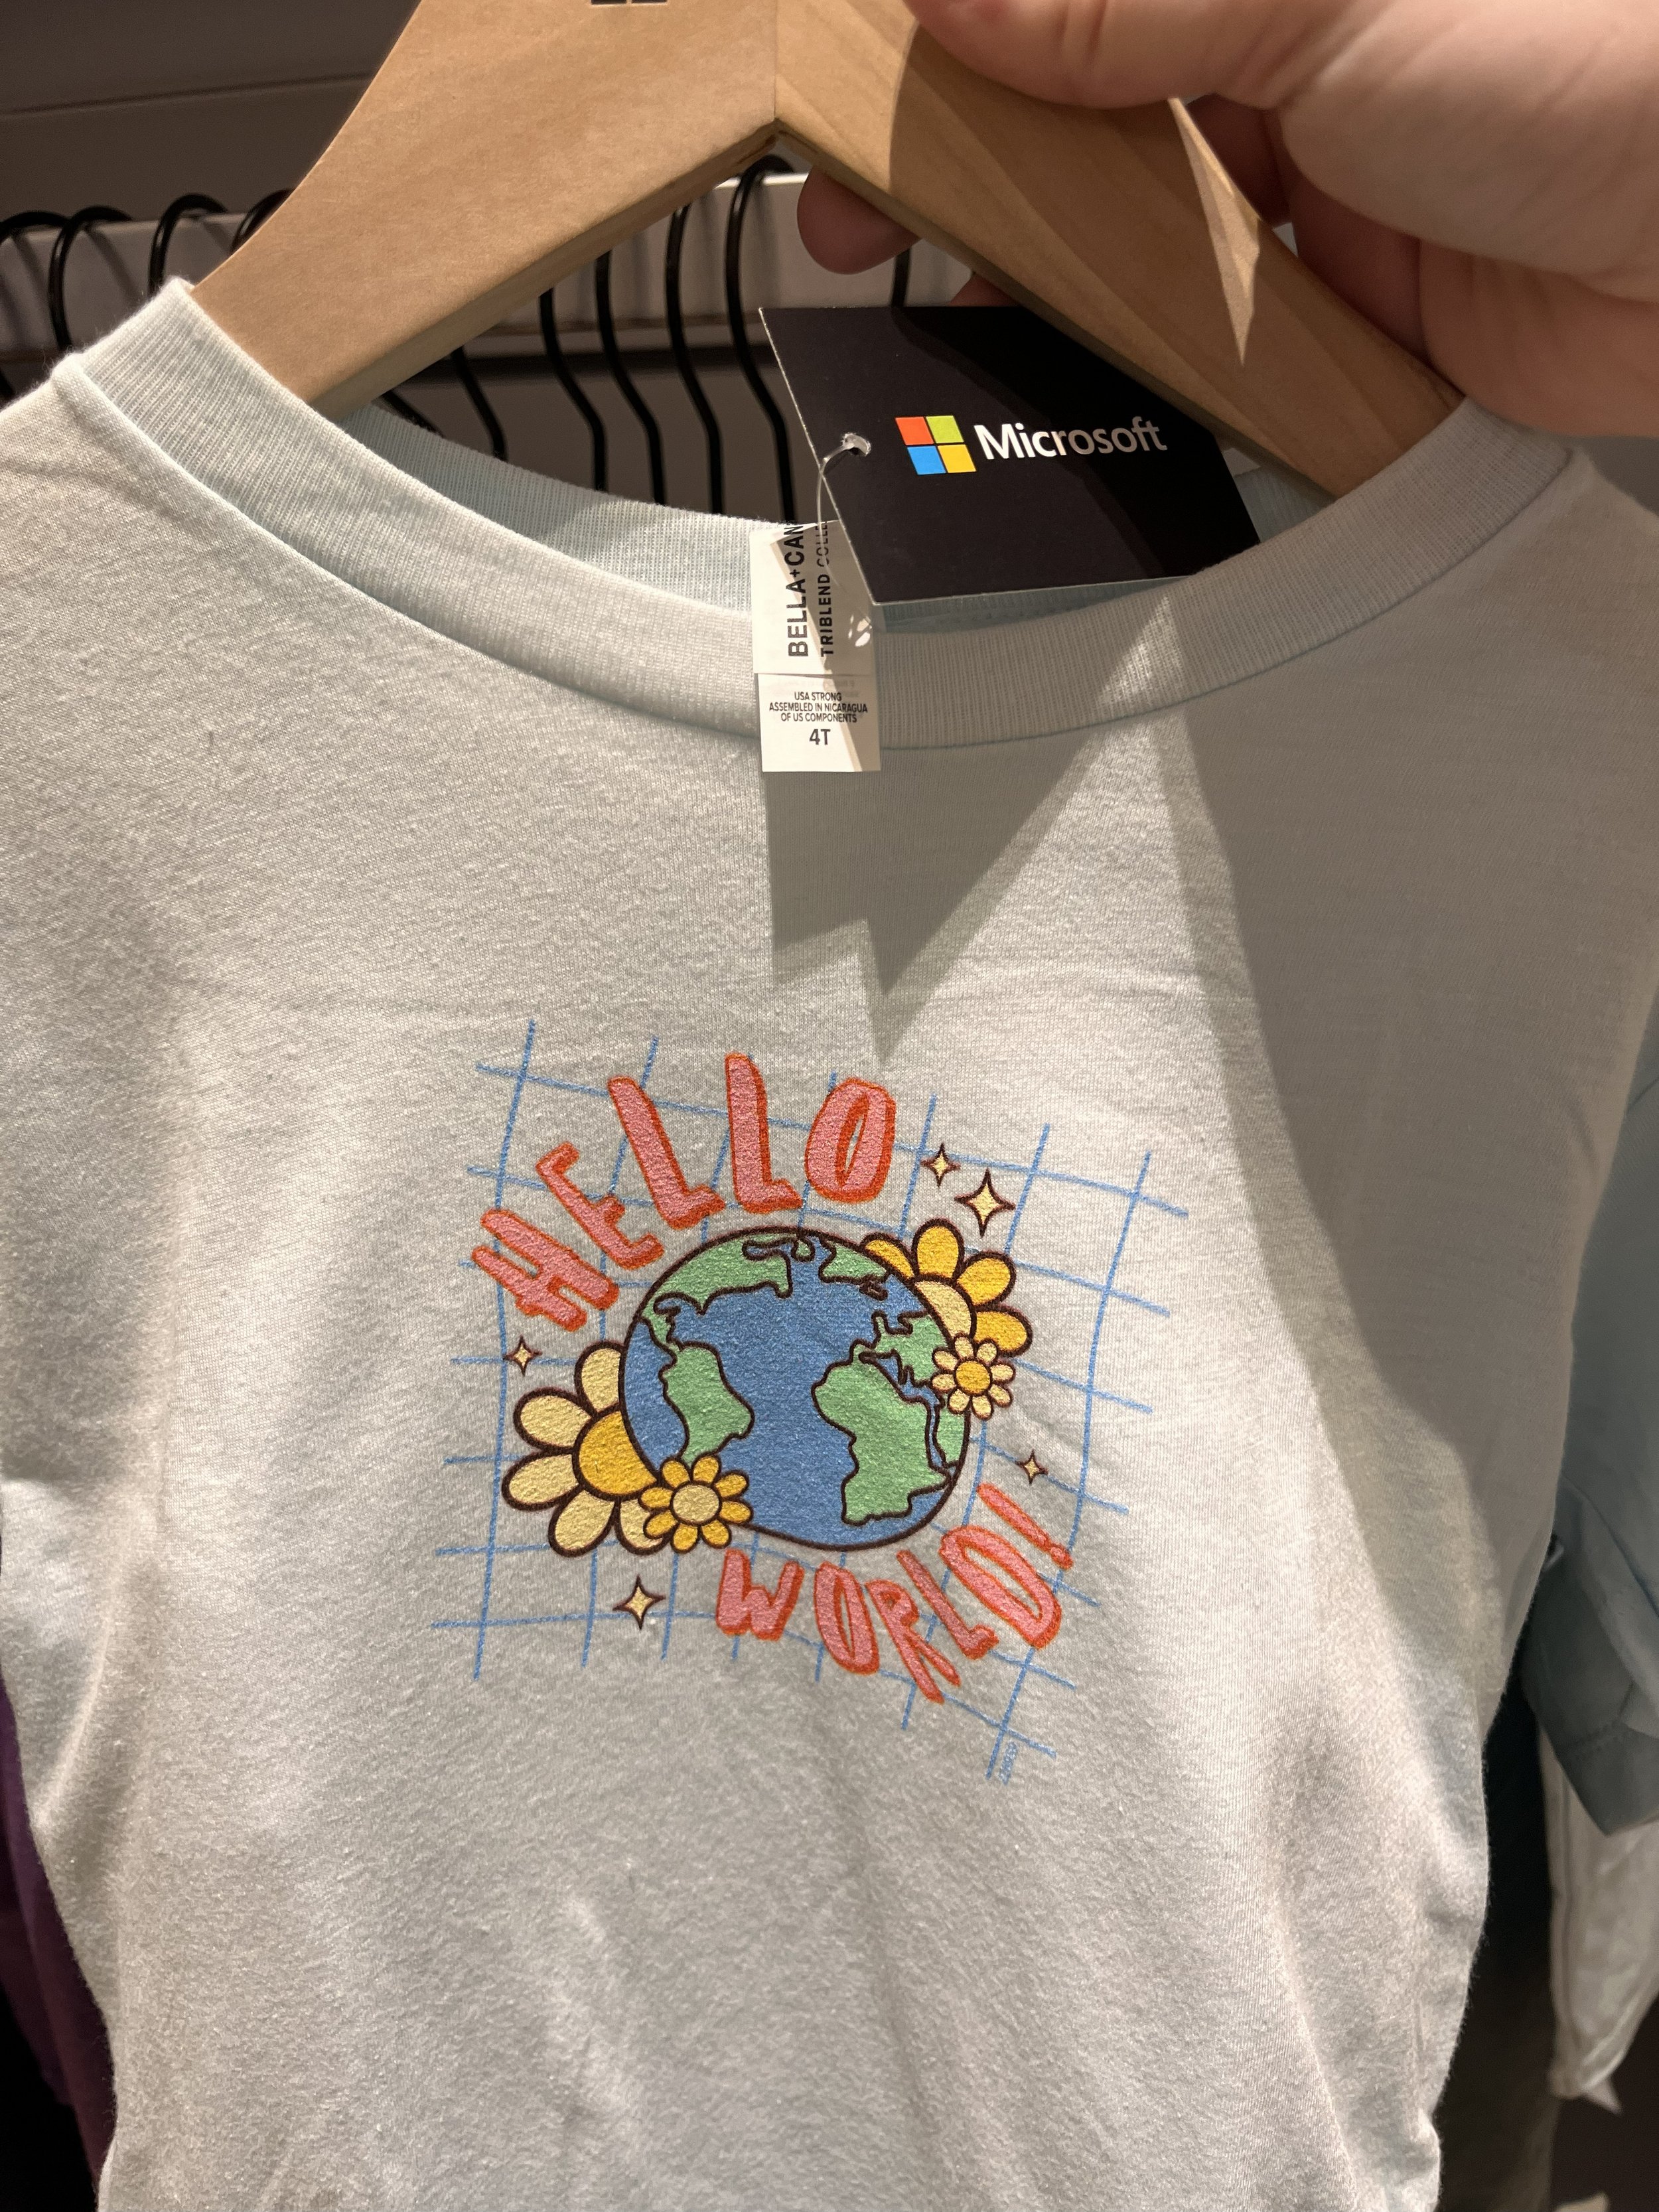 Microsoft
BELLA+CAN
TRIBLEND COLL
USA STRONG
ASSEMBLED IN NICARAGUA
OF US COMPONENTS
4T
HELLO
WORLD!